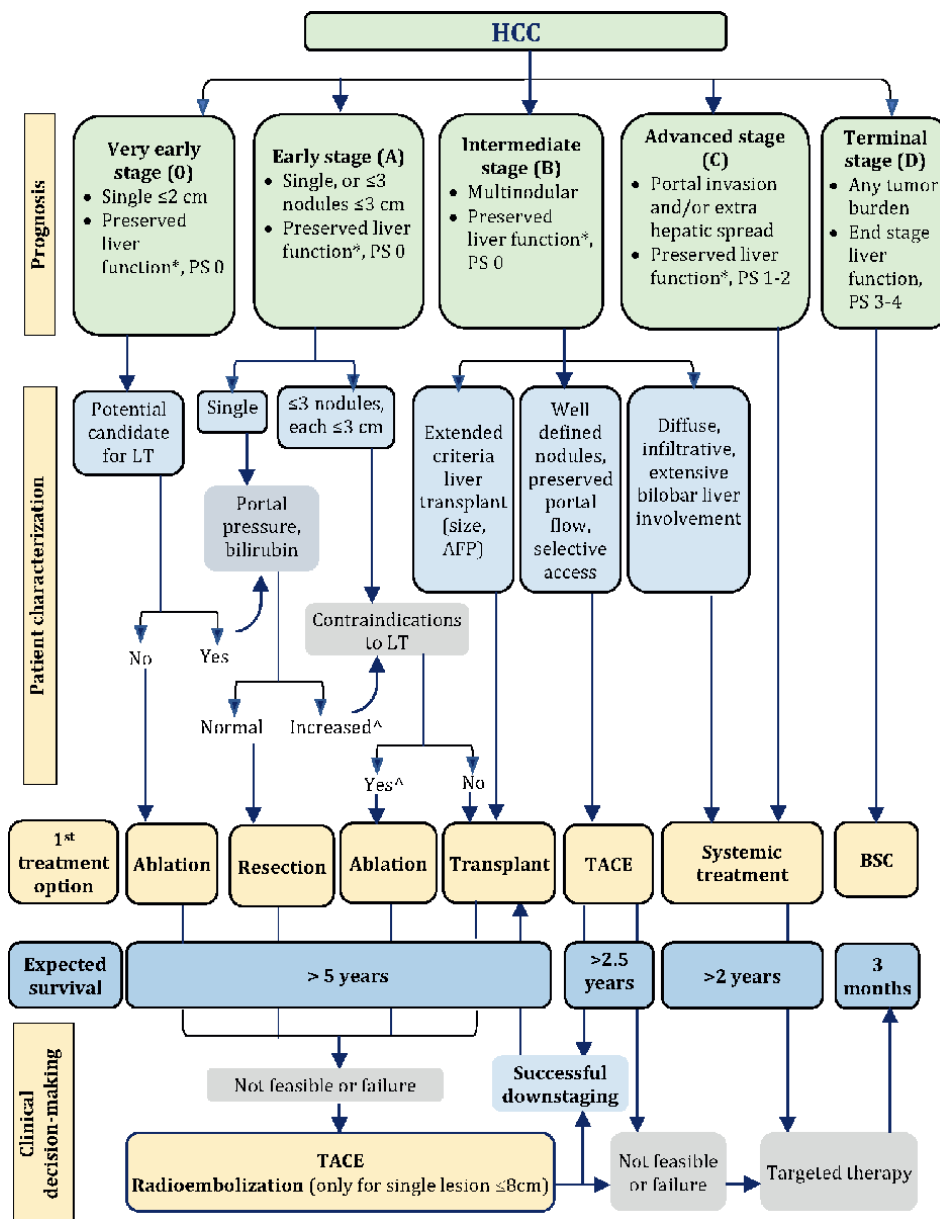 HCC
Prognosis
Very early
stage (0)
• Single ≤2 cm
• Preserved
liver
function*, PS 0
Early stage (A)
• Single, or ≤3
nodules ≤3 cm
• Preserved liver
function*, PS 0
Intermediate
stage (B)
• Multinodular
• Preserved
liver function*,
PS 0
Advanced stage
(C)
• Portal invasion
and/or extra
hepatic spread
• Preserved liver
function*, PS 1-2
Terminal
stage (D)
• Any tumor
burden
• End stage
liver
function,
PS 3-4
Patient characterization
Potential
candidate
for LT
Single
≤3 nodules,
each ≤3 cm
Extended
criteria
liver
transplant
(size,
AFP)
Well
defined
nodules,
preserved
portal
flow,
selective
access
Diffuse,
infiltrative,
extensive
bilobar liver
involvement
Portal
pressure,
bilirubin
Contraindications
to LT
No
Yes
Normal
Increased^
Yes^
No
1st
treatment
option
Ablation
Resection
Ablation
Transplant
TACE
Systemic
treatment
BSC
Expected
survival
> 5 years
>2.5
years
>2 years
3
months
Clinical
decision-making
Not feasible or failure
Successful
downstaging
TACE
Radioembolization (only for single lesion ≤8cm)
Not feasible
or failure
Targeted therapy